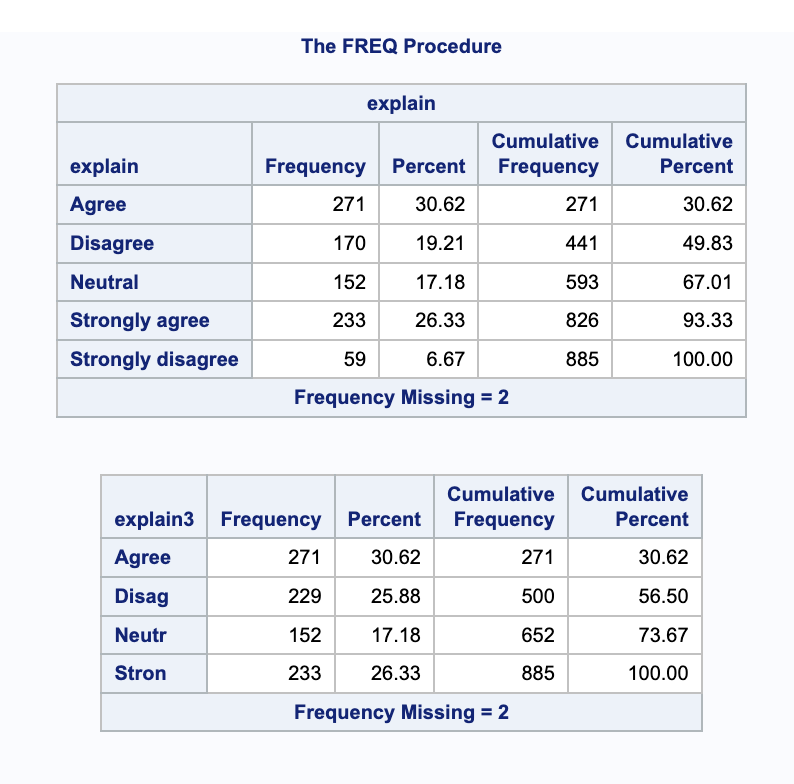 The FREQ Procedure
explain
explain Frequency Percent Cumulative Frequency Cumulative Percent
Agree 271 30.62 271 30.62
Disagree 170 19.21 441 49.83
Neutral 152 17.18 593 67.01
Strongly agree 233 26.33 826 93.33
Strongly disagree 59 6.67 885 100.00
Frequency Missing = 2
explain3 Frequency Percent Cumulative Frequency Cumulative Percent
Agree 271 30.62 271 30.62
Disag 229 25.88 500 56.50
Neutr 152 17.18 652 73.67
Stron 233 26.33 885 100.00
Frequency Missing = 2